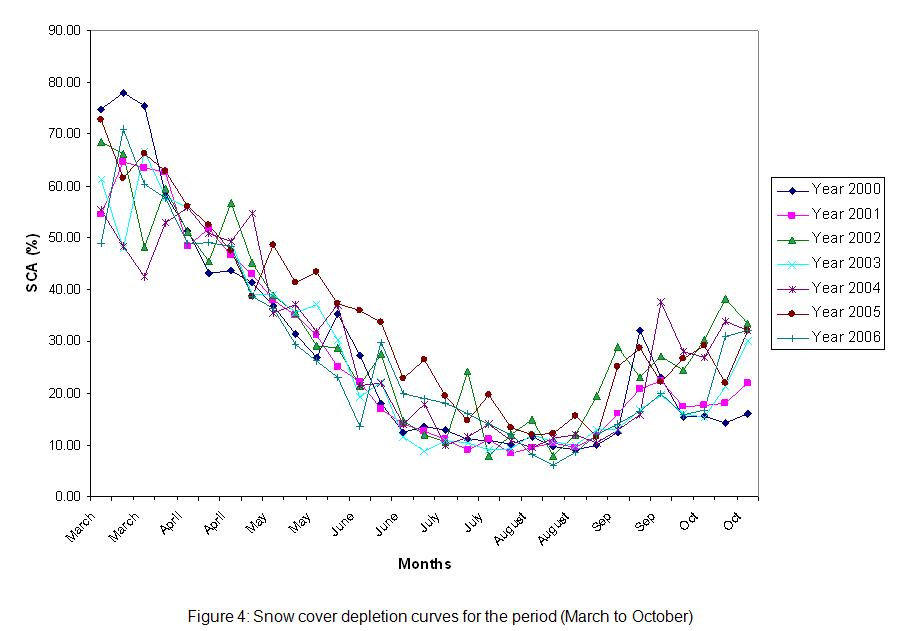 90.00
80.00
70.00
60.00
50.00
40.00
30.00
20.00
10.00
0.00
SCA (%)
March March April April May May June June July July August August Sep Sep Oct Oct
Months
Year 2000
Year 2001
Year 2002
Year 2003
Year 2004
Year 2005
Year 2006
Figure 4: Snow cover depletion curves for the period (March to October)